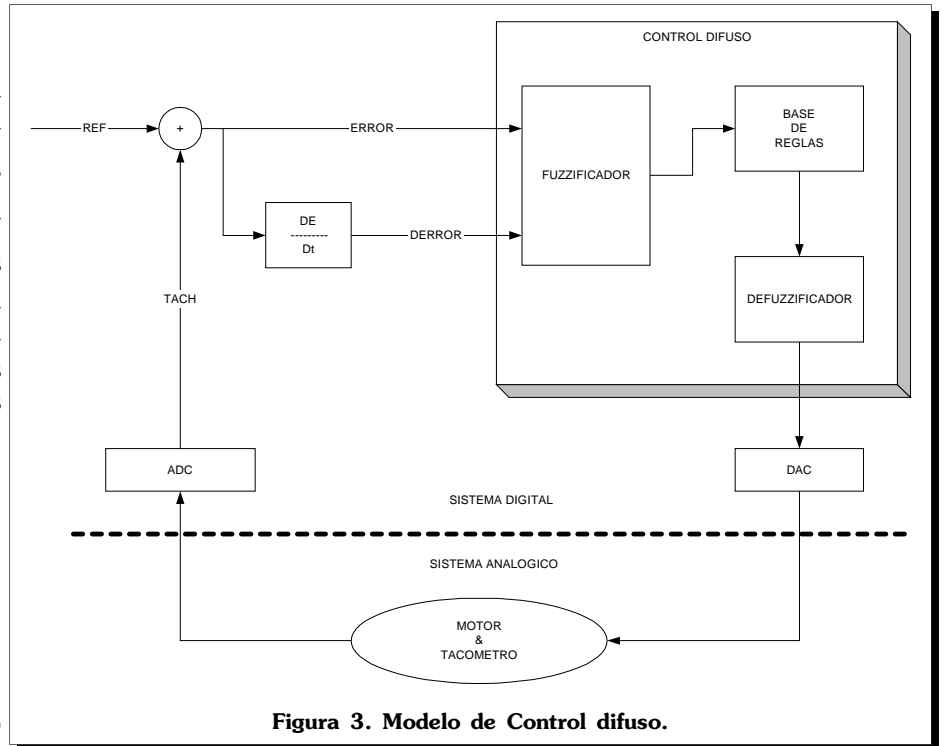 CONTROL DIFUSO
REF
+
ERROR
FUZZIFICADOR
BASE
DE
REGLAS
DE
---------
Dt
DERROR
TACH
DEFUZZIFICADOR
ADC
DAC
SISTEMA DIGITAL
SISTEMA ANALOGICO
MOTOR
&
TACOMETRO
Figura 3. Modelo de Control difuso.